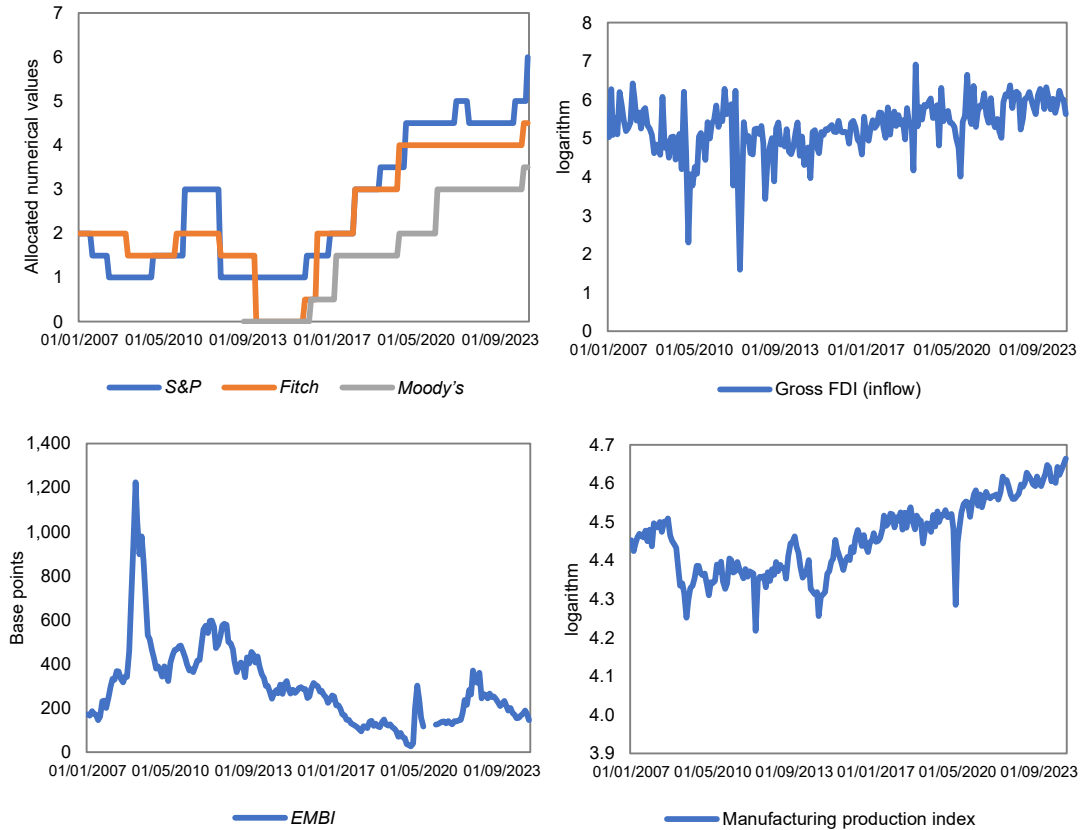 7
6
5
4
3
2
1
0
Allocated numerical values
01/01/2007 01/05/2010 01/09/2013 01/01/2017 01/05/2020 01/09/2023
S&P Fitch Moody's
8
7
6
5
4
3
2
1
0
logarithm
01/01/2007 01/05/2010 01/09/2013 01/01/2017 01/05/2020 01/09/2023
Gross FDI (inflow)
1,400
1,200
1,000
800
600
400
200
0
Base points
01/01/2007 01/05/2010 01/09/2013 01/01/2017 01/05/2020 01/09/2023
EMBI
4.7
4.6
4.5
4.4
4.3
4.2
4.1
4.0
3.9
logarithm
01/01/2007 01/05/2010 01/09/2013 01/01/2017 01/05/2020 01/09/2023
Manufacturing production index